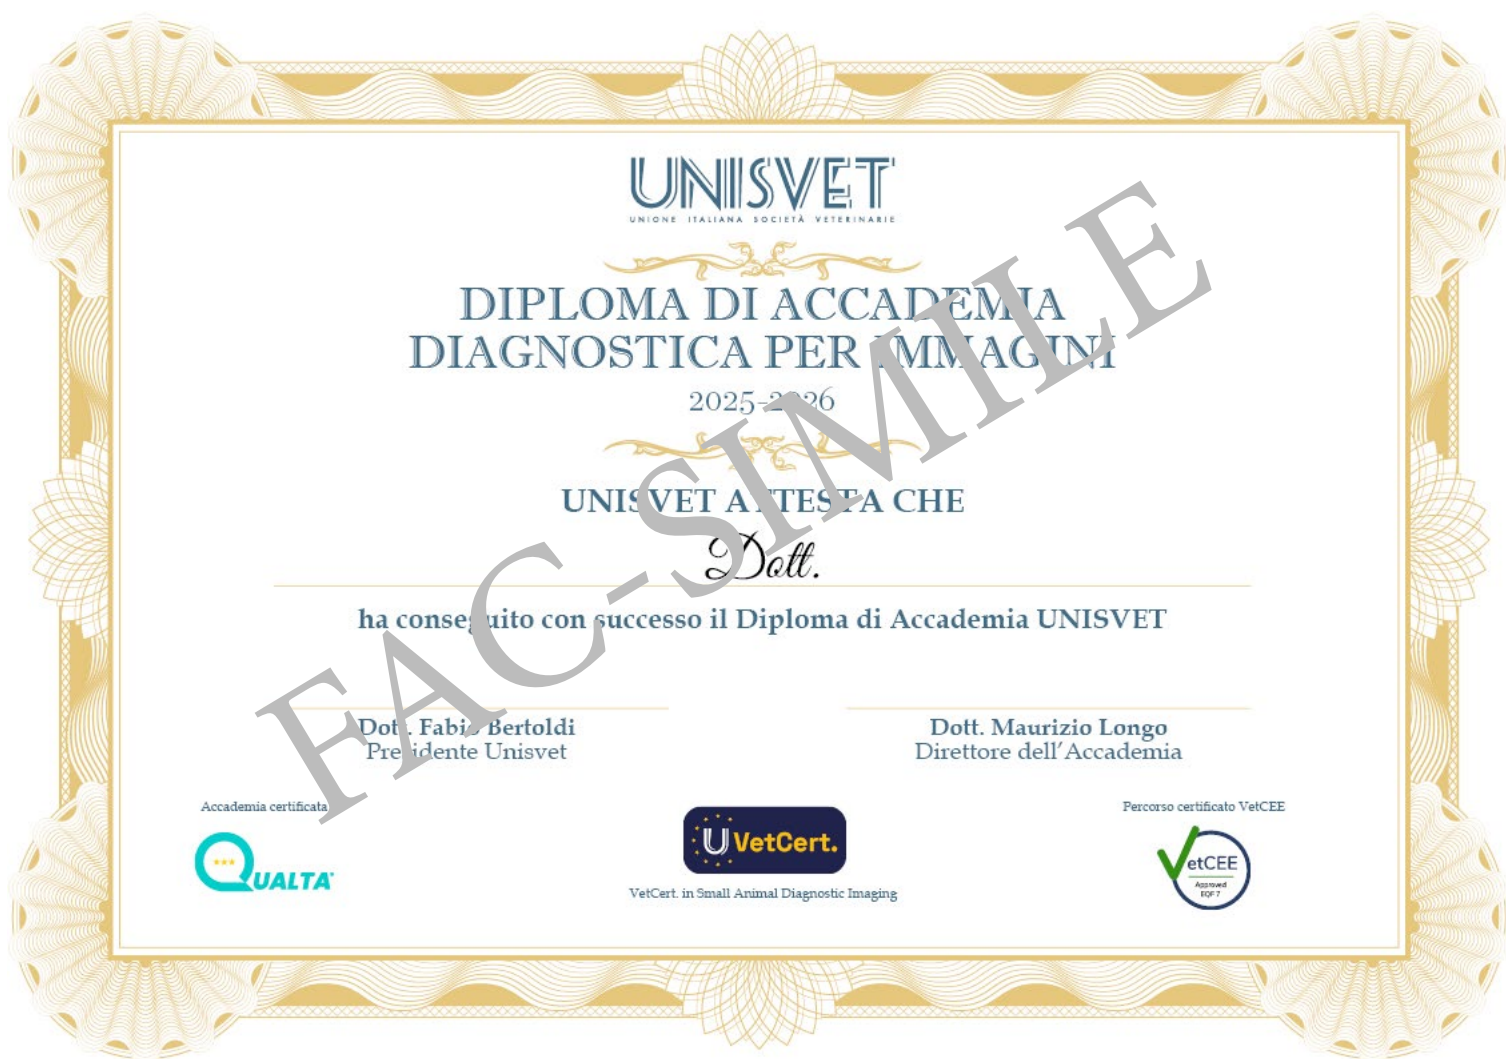 UNISVET
UNIONE ITALIANA SOCIETÀ VETERINARIE
DIPLOMA DI ACCADEMIA
DIAGNOSTICA PER IMMAGINI
2025-2026
UNISVET ATTESTA CHE
Dott.
ha conseguito con successo il Diploma di Accademia UNISVET
FAC-SIMILE
Dott. Fabio Bertoldi
Presidente Unisvet
Dott. Maurizio Longo
Direttore dell'Accademia
Accademia certificata
QUALTA
U VetCert.
VetCert. in Small Animal Diagnostic Imaging
Percorso certificato VetCEE
VetCEE
Approved
EQF 7